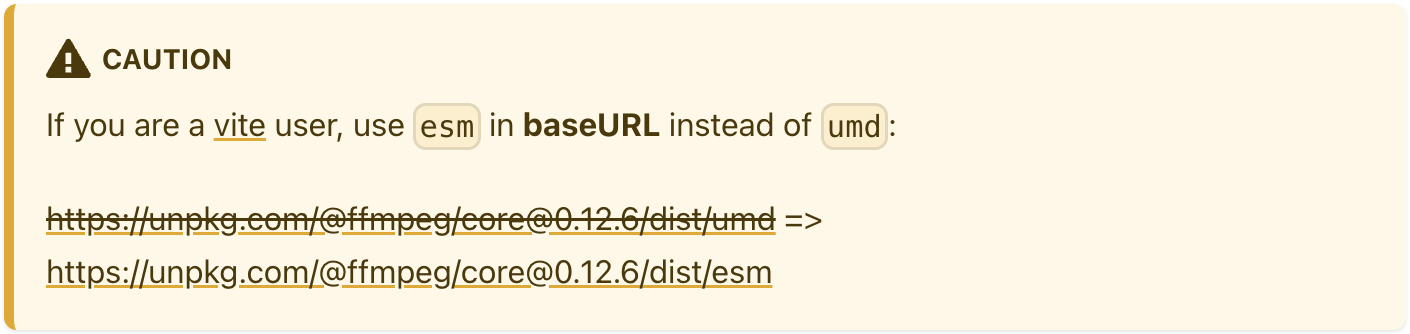 CAUTION
If you are a vite user, use esm in baseURL instead of umd:
https://unpkg.com/@ffmpeg/core@0.12.6/dist/umd =>
https://unpkg.com/@ffmpeg/core@0.12.6/dist/esm